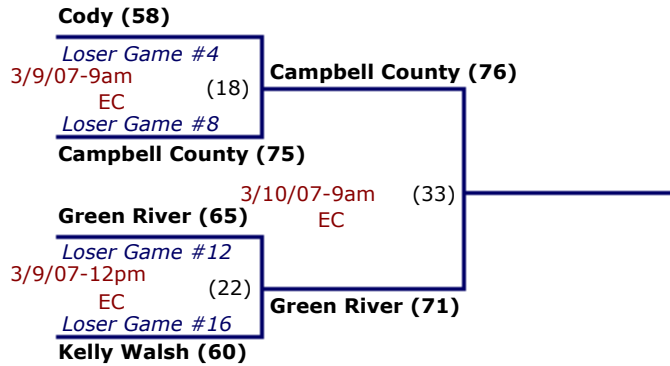 Cody (58)
Loser Game #4
3/9/07-9am
EC
(18)
Loser Game #8
Campbell County (75)
Campbell County (76)
3/10/07-9am
EC
(33)
Green River (65)
Loser Game #12
3/9/07-12pm
EC
(22)
Loser Game #16
Kelly Walsh (60)
Green River (71)